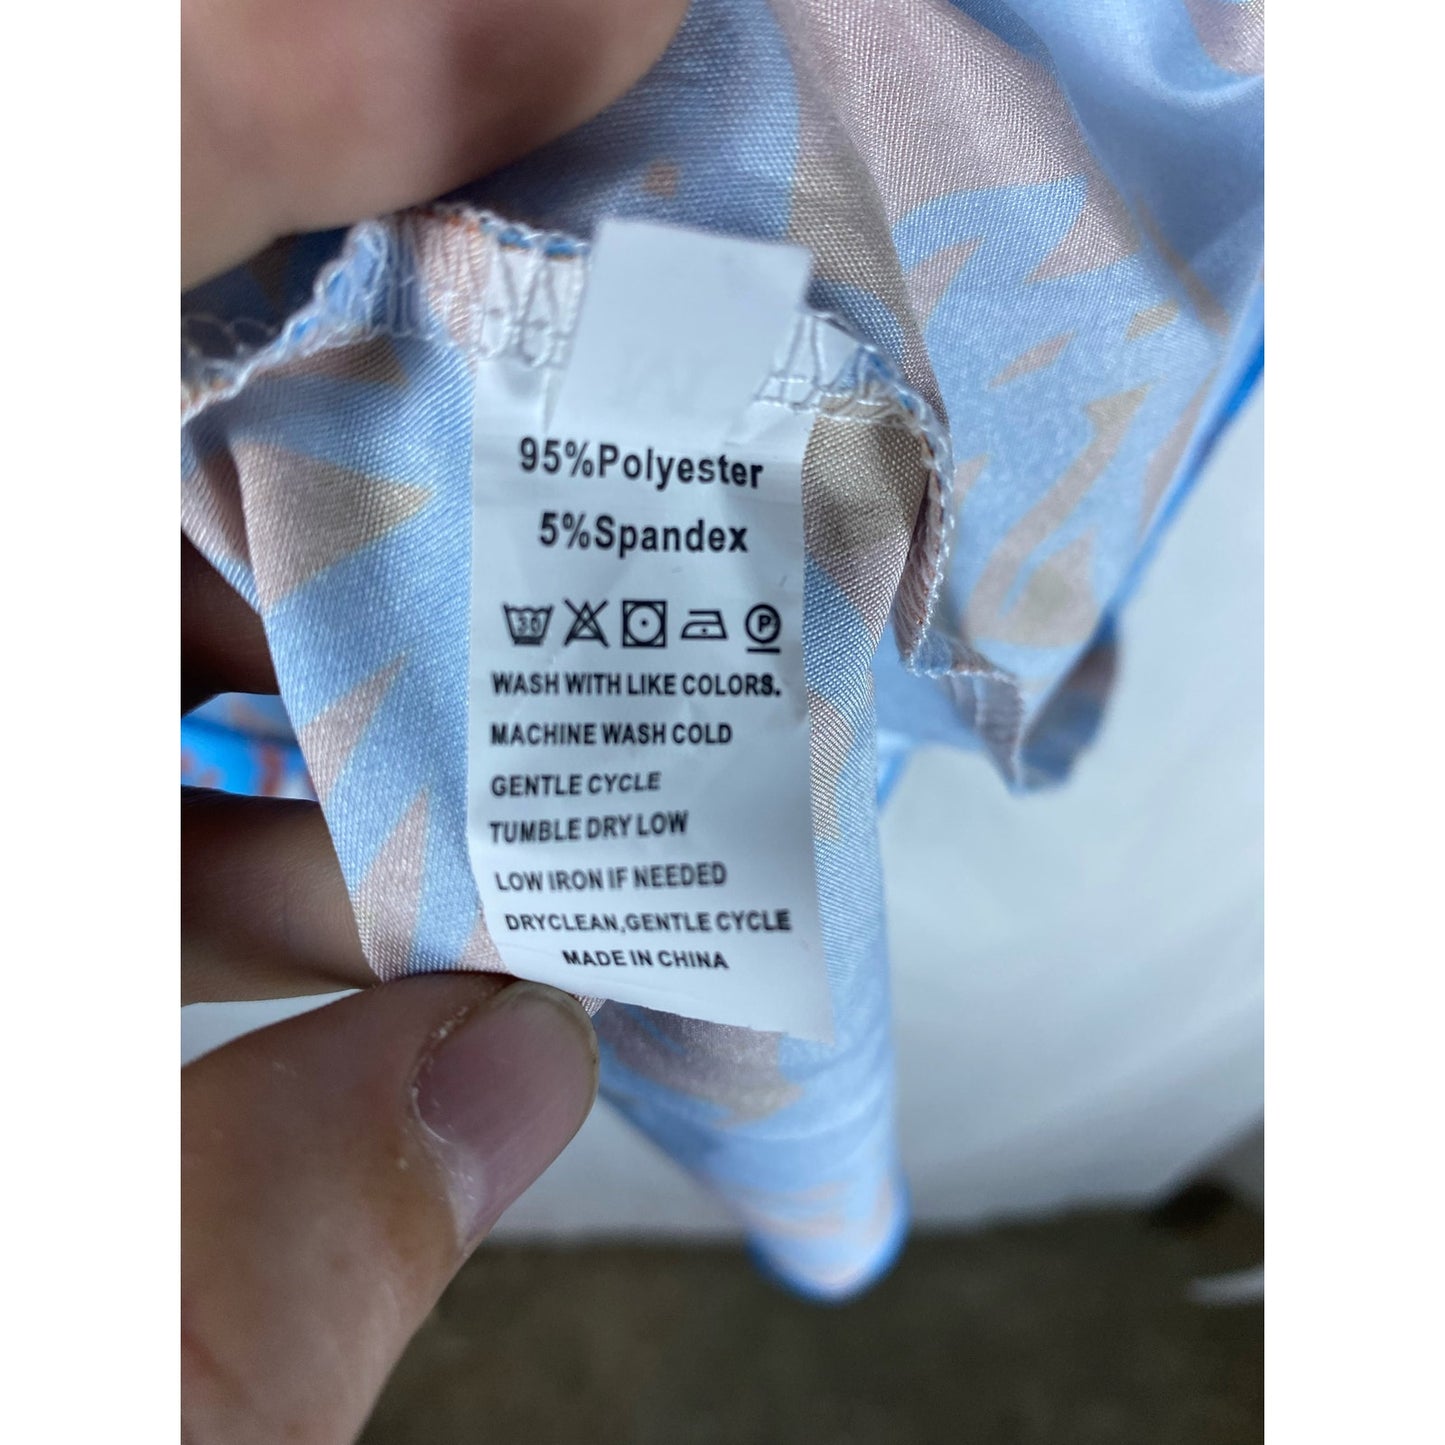 95%Polyester
5%Spandex
30 P
WASH WITH LIKE COLORS.
MACHINE WASH COLD
GENTLE CYCLE
TUMBLE DRY LOW
LOW IRON IF NEEDED
DRYCLEAN,GENTLE CYCLE
MADE IN CHINA